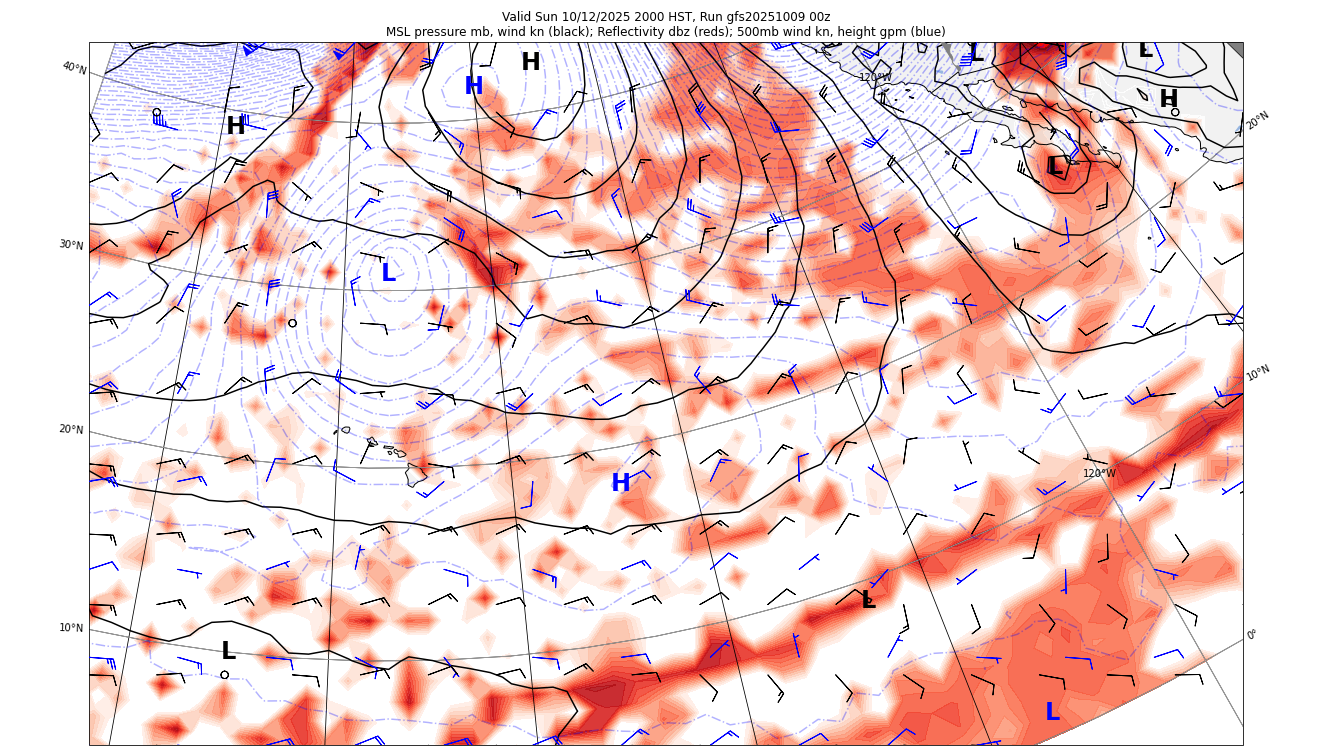 Valid Sun 10/12/2025 2000 HST, Run gfs20251009 00z
MSL pressure mb, wind kn (black); Reflectivity dbz (reds); 500mb wind kn, height gpm (blue)
L
L
H
40°N
120°W
H
H
20°N
H
L
30°N
L
10°N
20°N
120°W
H
L
10°N
0°
L
L